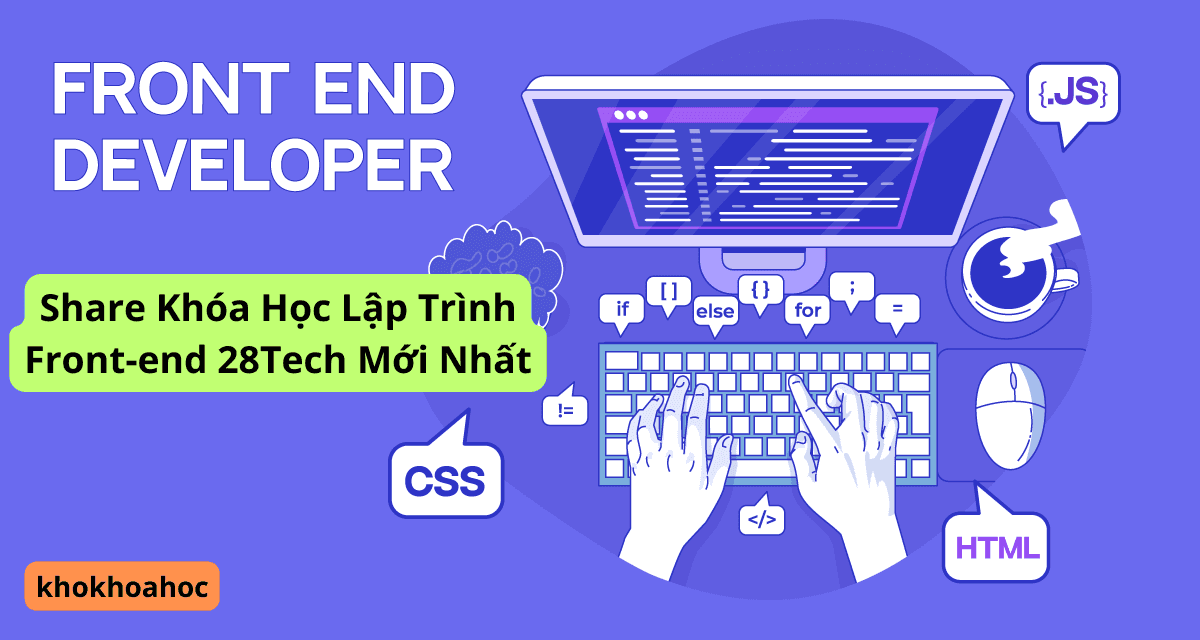 FRONT END
DEVELOPER
{.JS}
Share Khóa Học Lập Trình
Front-end 28Tech Mới Nhất
if
[ ]
else
{ }
for
;
=
!=
CSS
</>
HTML
khokhoahoc